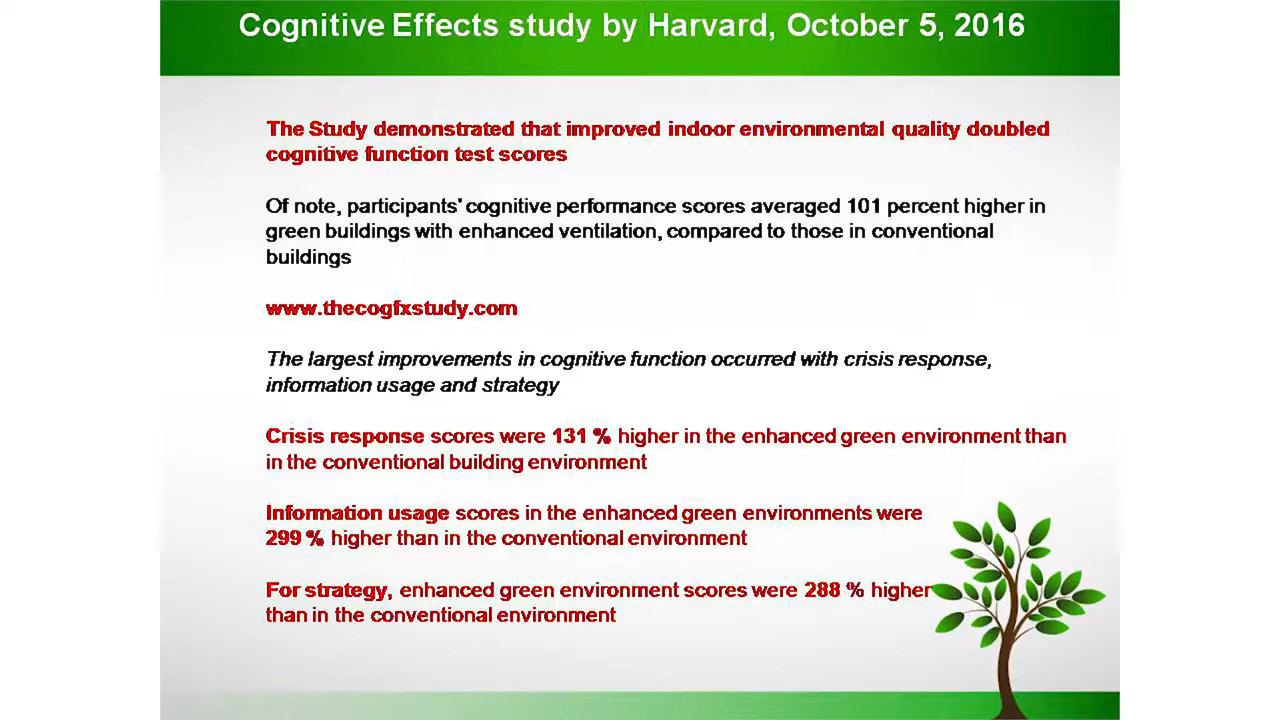 Cognitive Effects study by Harvard, October 5, 2016
The Study demonstrated that improved indoor environmental quality doubled
cognitive function test scores
Of note, participants' cognitive performance scores averaged 101 percent higher in
green buildings with enhanced ventilation, compared to those in conventional
buildings
www.thecogfxstudy.com
The largest improvements in cognitive function occurred with crisis response,
information usage and strategy
Crisis response scores were 131 % higher in the enhanced green environment than
in the conventional building environment
Information usage scores in the enhanced green environments were
299 % higher than in the conventional environment
For strategy, enhanced green environment scores were 288 % higher
than in the conventional environment